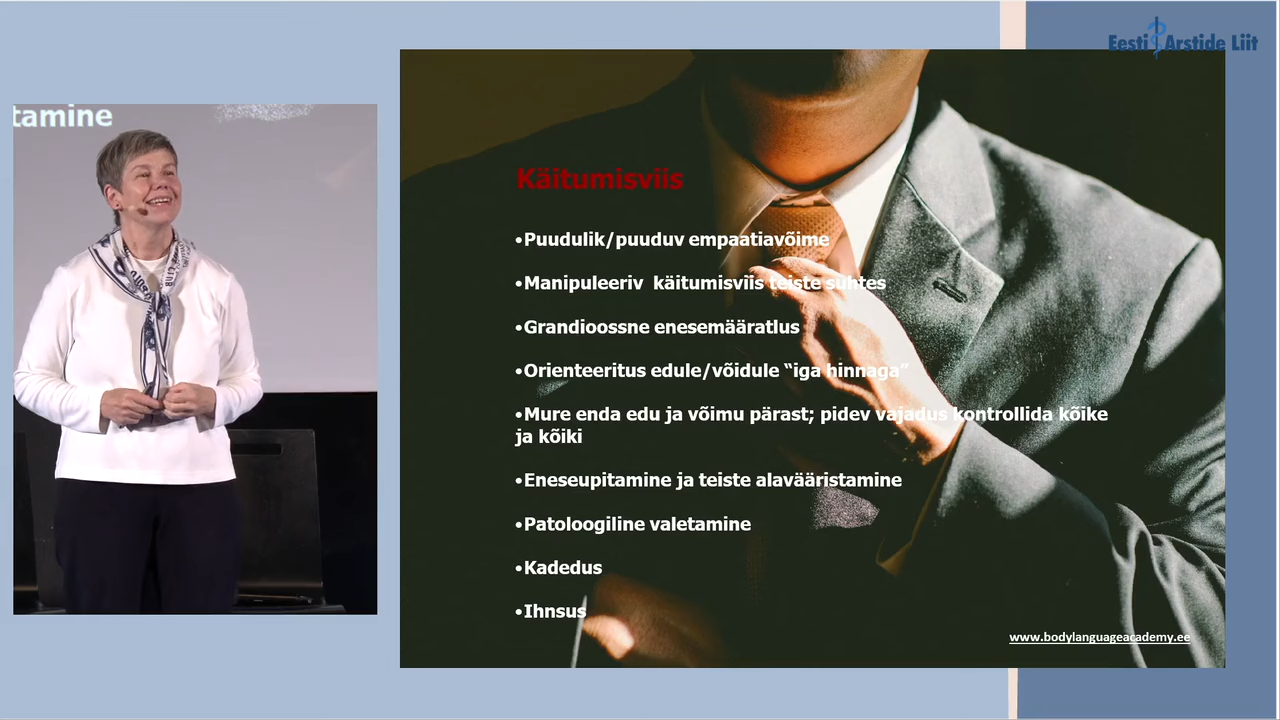 Eesti Arstide Liit
tamine
Käitumisviis
•Puudulik/puuduv empaatiavõime
•Manipuleeriv käitumisviis teiste suhtes
•Grandioossne enesemääratlus
•Orienteeritus edule/võidule “iga hinnaga”
•Mure enda edu ja võimu pärast; pidev vajadus kontrollida kõike
ja kõiki
•Eneseupitamine ja teiste alavääristamine
•Patoloogiline valetamine
•Kadedus
•Ihnsus
www.bodylanguageacademy.ee